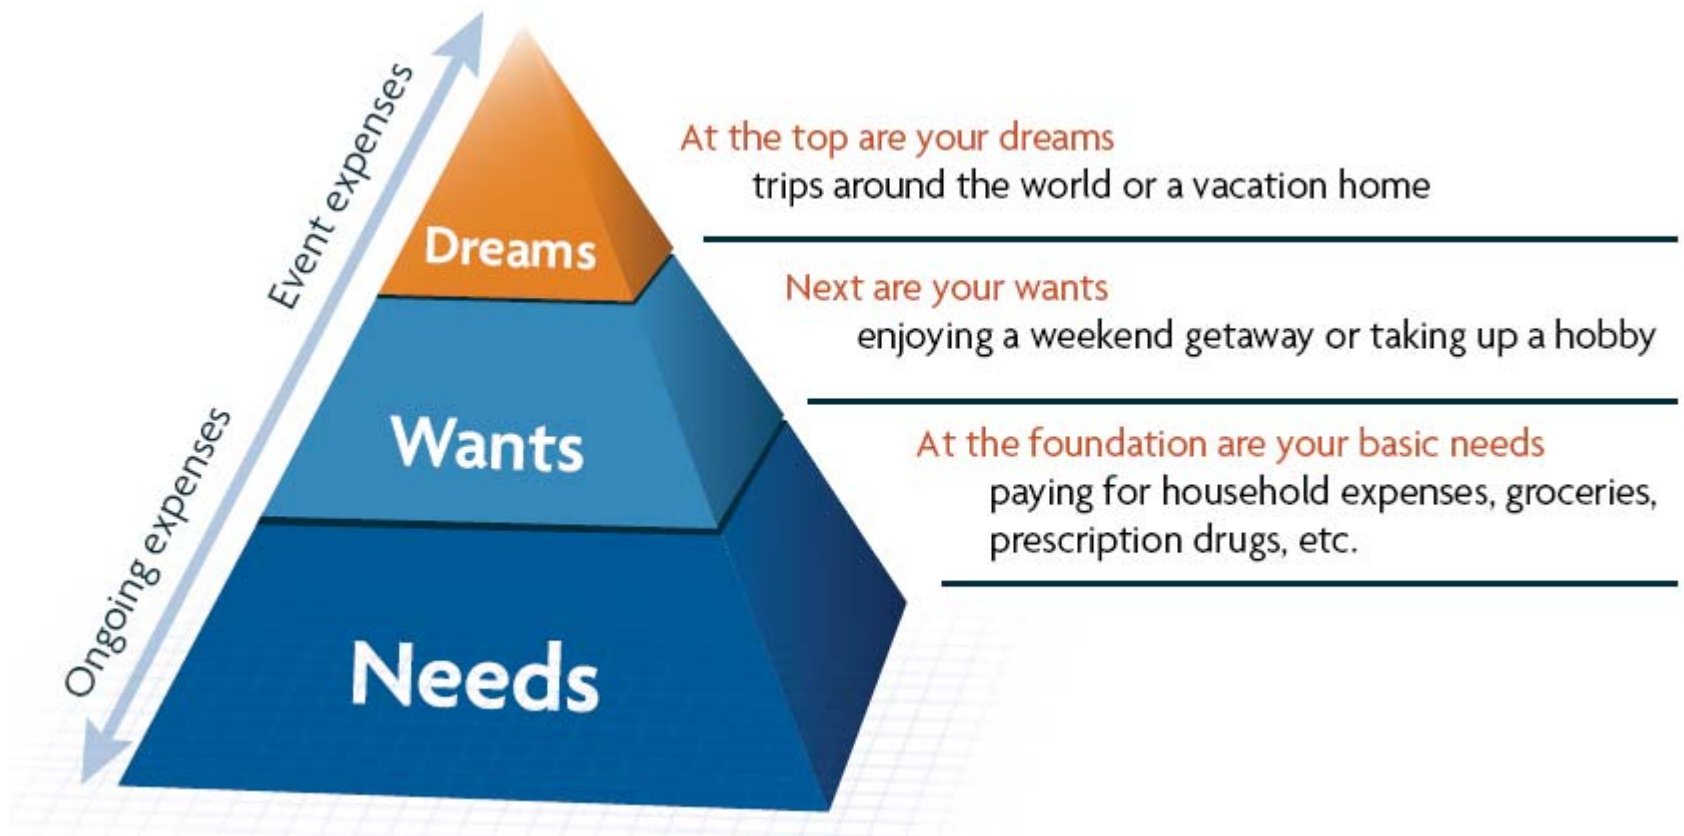 Event expenses
Ongoing expenses
Dreams
Wants
Needs
At the top are your dreams
trips around the world or a vacation home
Next are your wants
enjoying a weekend getaway or taking up a hobby
At the foundation are your basic needs
paying for household expenses, groceries,
prescription drugs, etc.